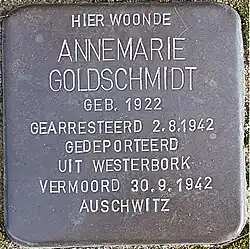 HIER WOONDE
ANNEMARIE
GOLDSCHMIDT
GEB. 1922
GEARRESTEERD 2.8.1942
GEDEPORTEERD
UIT WESTERBORK
VERMOORD 30.9.1942
AUSCHWITZ